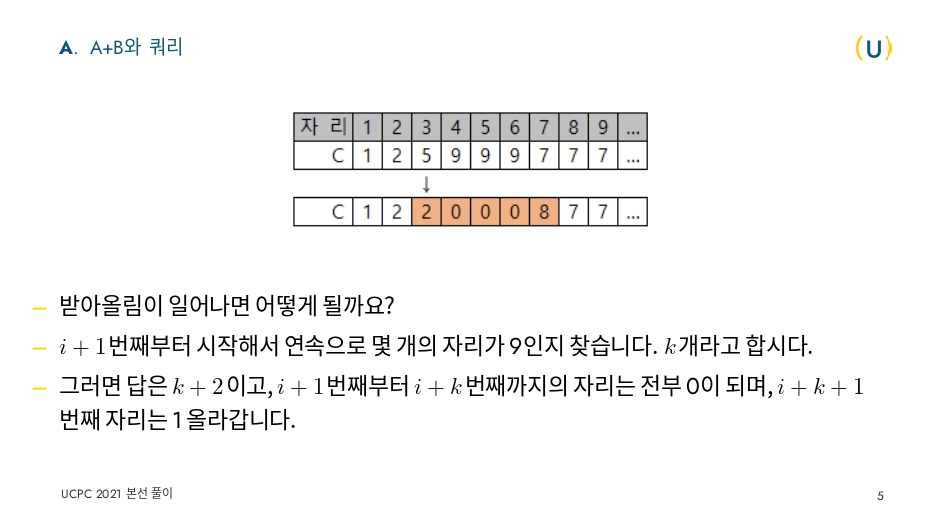 A. A+B와 쿼리
(U)
자 리 1 2 3 4 5 6 7 8 9 ...
C 1 2 5 9 9 9 7 7 7 ...
↓
C 1 2 2 0 0 0 8 7 7 ...
– 받아올림이 일어나면 어떻게 될까요?
– i + 1번째부터 시작해서 연속으로 몇 개의 자리가 9인지 찾습니다. k개라고 합시다.
– 그러면 답은 k + 2이고, i + 1번째부터 i + k번째까지의 자리는 전부 0이 되며, i + k + 1
번째 자리는 1 올라갑니다.
UCPC 2021 본선 풀이
5